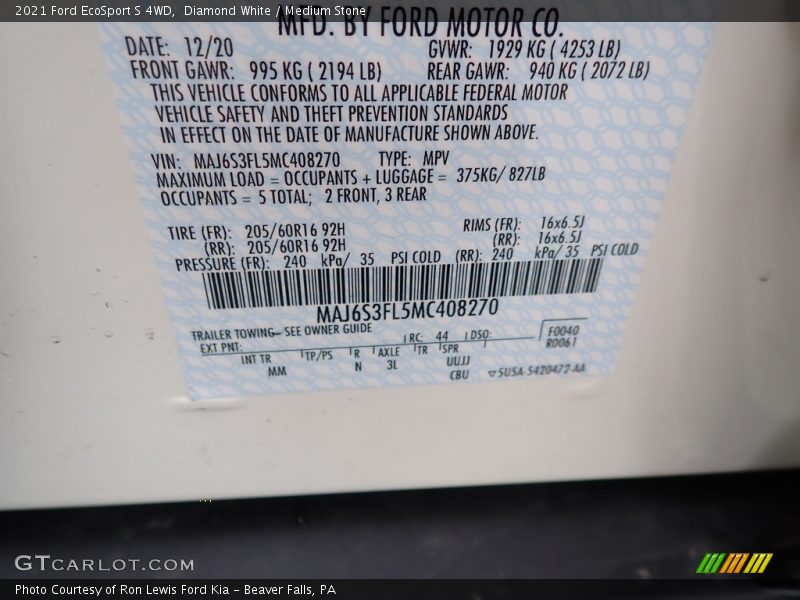 2021 Ford EcoSport S 4WD, Diamond White / Medium Stone
MFD. BY FORD MOTOR CO.
DATE: 12/20 GVWR: 1929 KG ( 4253 LB)
FRONT GAWR: 995 KG ( 2194 LB) REAR GAWR: 940 KG ( 2072 LB)
THIS VEHICLE CONFORMS TO ALL APPLICABLE FEDERAL MOTOR
VEHICLE SAFETY AND THEFT PREVENTION STANDARDS
IN EFFECT ON THE DATE OF MANUFACTURE SHOWN ABOVE.
VIN: MAJ6S3FL5MC408270 TYPE: MPV
MAXIMUM LOAD = OCCUPANTS + LUGGAGE = 375KG/ 827LB
OCCUPANTS = 5 TOTAL; 2 FRONT, 3 REAR
TIRE (FR): 205/60R16 92H RIMS (FR): 16x6.5J
(RR): 205/60R16 92H (RR): 16x6.5J
PRESSURE (FR): 240 kPa/ 35 PSI COLD (RR): 240 kPa/ 35 PSI COLD
MAJ6S3FL5MC408270
TRAILER TOWING– SEE OWNER GUIDE
EXT PNT: RC: 44 DSO: F0040
R0061
INT TR TP/PS R AXLE TR SPR
MM N 3L UUJJ
CBU ▽SU5A-5420472-AA
GTCARLOT.COM
Photo Courtesy of Ron Lewis Ford Kia – Beaver Falls, PA